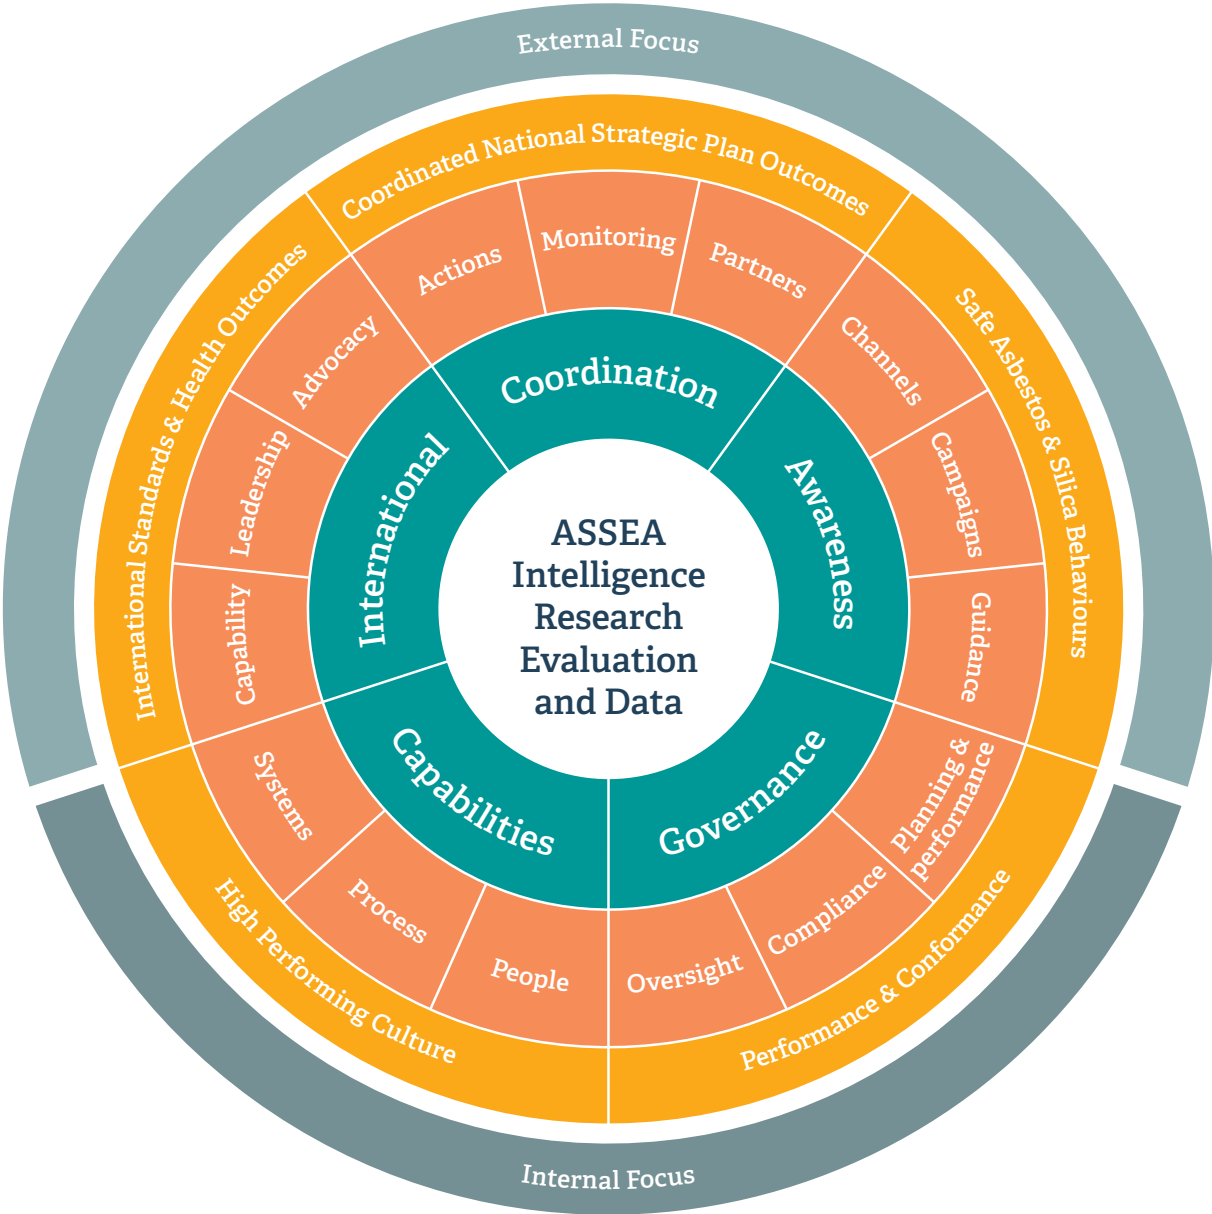 External Focus
Coordinated National Strategic Plan Outcomes
Actions
Monitoring
Partners
Coordination
Safe Asbestos & Silica Behaviours
Channels
Campaigns
Guidance
Awareness
Performance & Conformance
Planning &
performance
Compliance
Oversight
Governance
High Performing Culture
People
Process
Systems
Capabilities
International Standards & Health Outcomes
Capability
Leadership
Advocacy
International
ASSEA
Intelligence
Research
Evaluation
and Data
Internal Focus